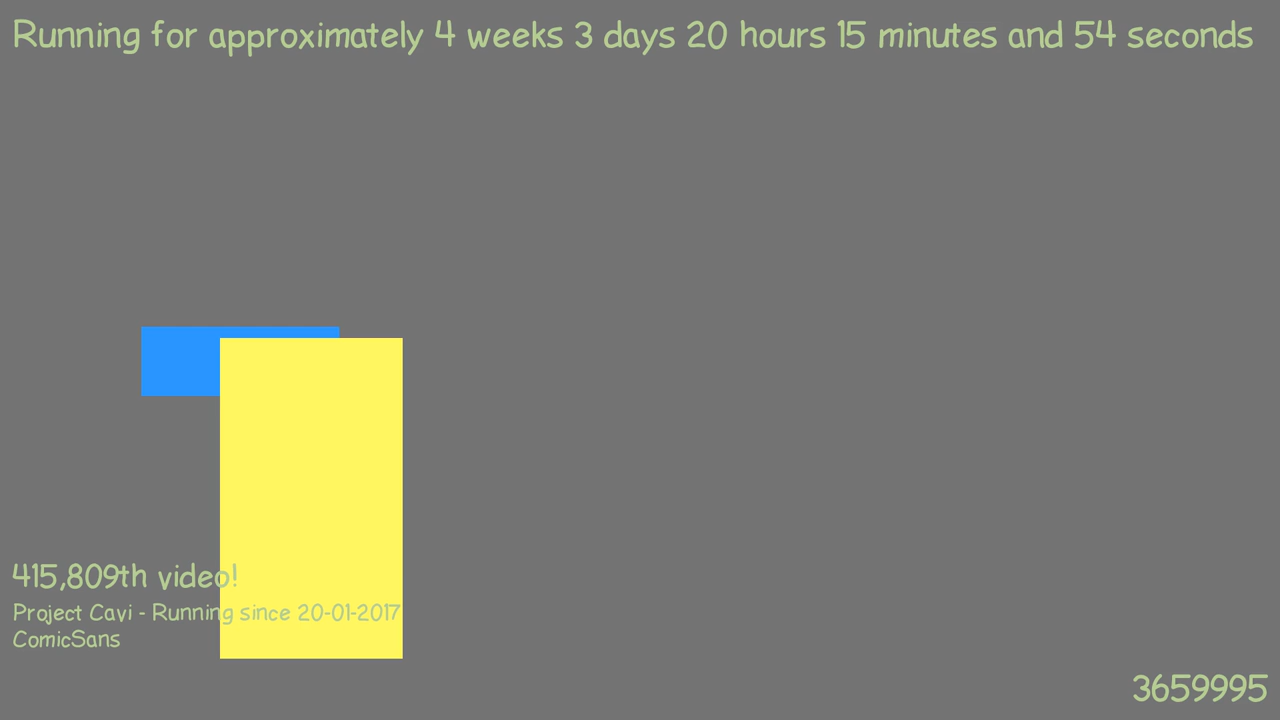 Running for approximately 4 weeks 3 days 20 hours 15 minutes and 54 seconds
415,809th video!
Project Cavi - Running since 20-01-2017
ComicSans
3659995